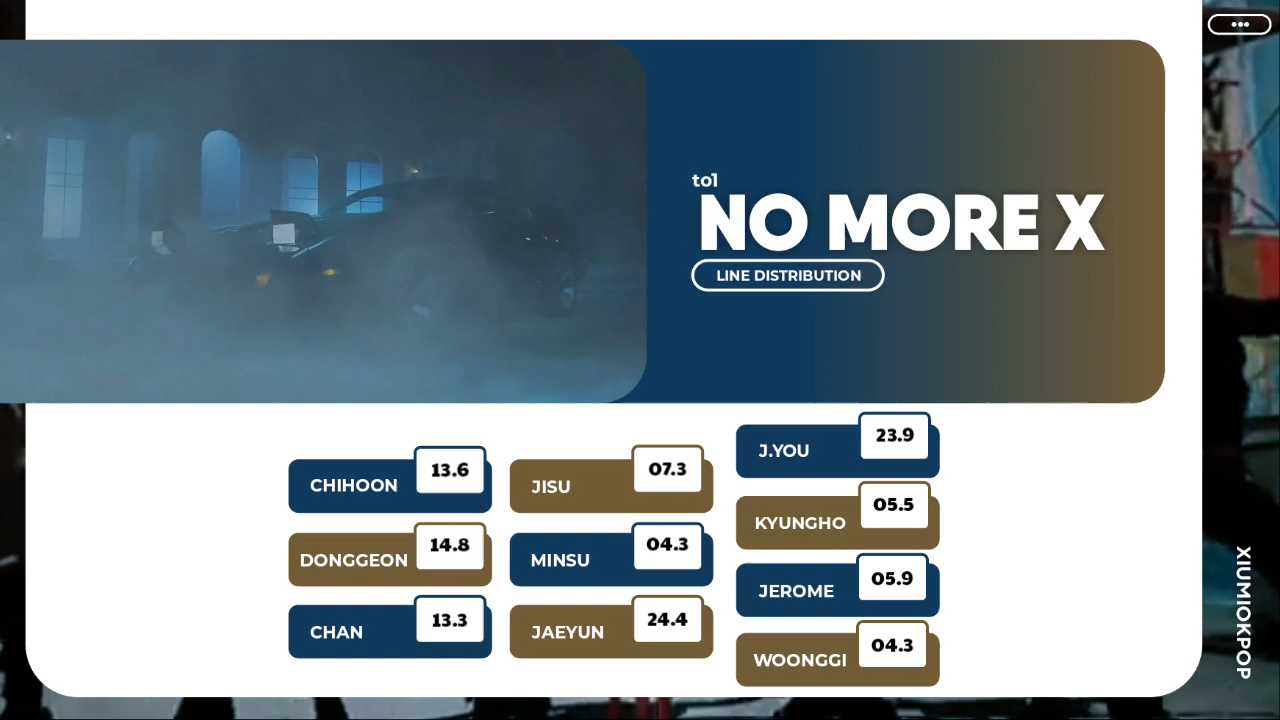 •••
to1
NO MORE X
LINE DISTRIBUTION
CHIHOON 13.6
DONGGEON 14.8
CHAN 13.3
JISU 07.3
MINSU 04.3
JAEYUN 24.4
J.YOU 23.9
KYUNGHO 05.5
JEROME 05.9
WOONGGI 04.3
XIUMIOKPOP